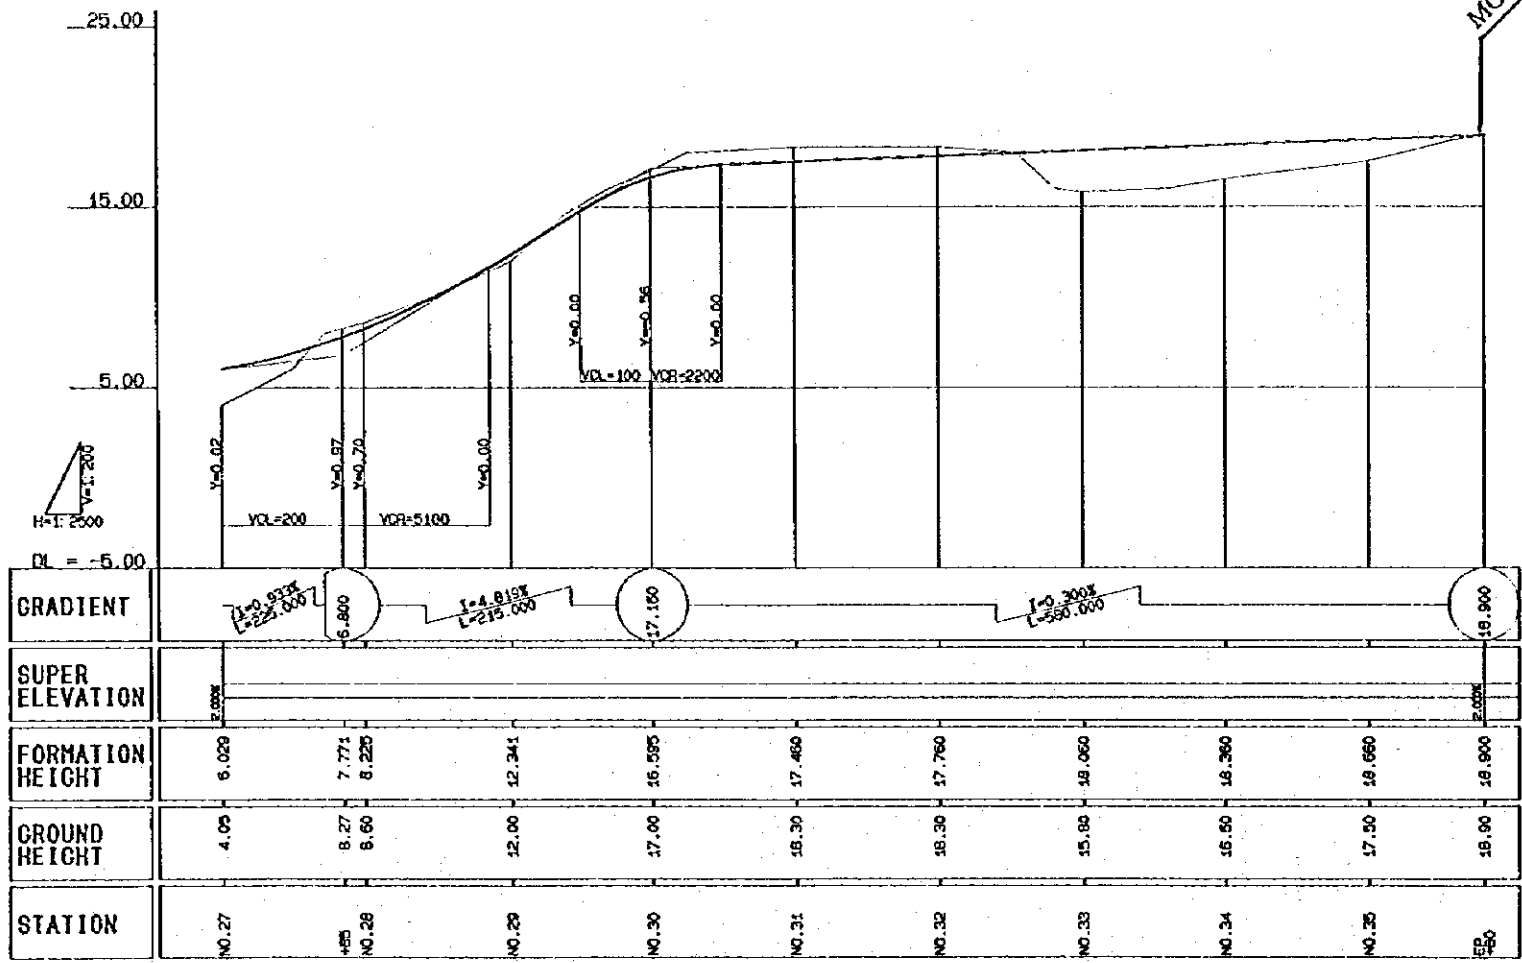 25.00
15.00
5.00
DL = -5.00
V=1:200
H=1:2500
Y=0.02
Y=0.97
Y=0.70
Y=0.00
VCL=200
VCR=5100
Y=0.00
Y=-0.56
Y=0.00
VCL=100
VCR=2200
GRADIENT
I=0.933%
L=225.000
6.800
I=4.819%
L=215.000
17.160
I=0.300%
L=580.000
18.900
SUPER
ELEVATION
2.000%
2.000%
FORMATION
HEIGHT
6.029
7.771
8.225
12.341
16.595
17.460
17.760
18.060
18.360
18.660
18.900
GROUND
HEIGHT
4.05
8.27
8.60
12.00
17.00
18.30
18.30
15.80
16.50
17.50
18.90
STATION
NO.27
+85
NO.28
NO.29
NO.30
NO.31
NO.32
NO.33
NO.34
NO.35
EP
+80